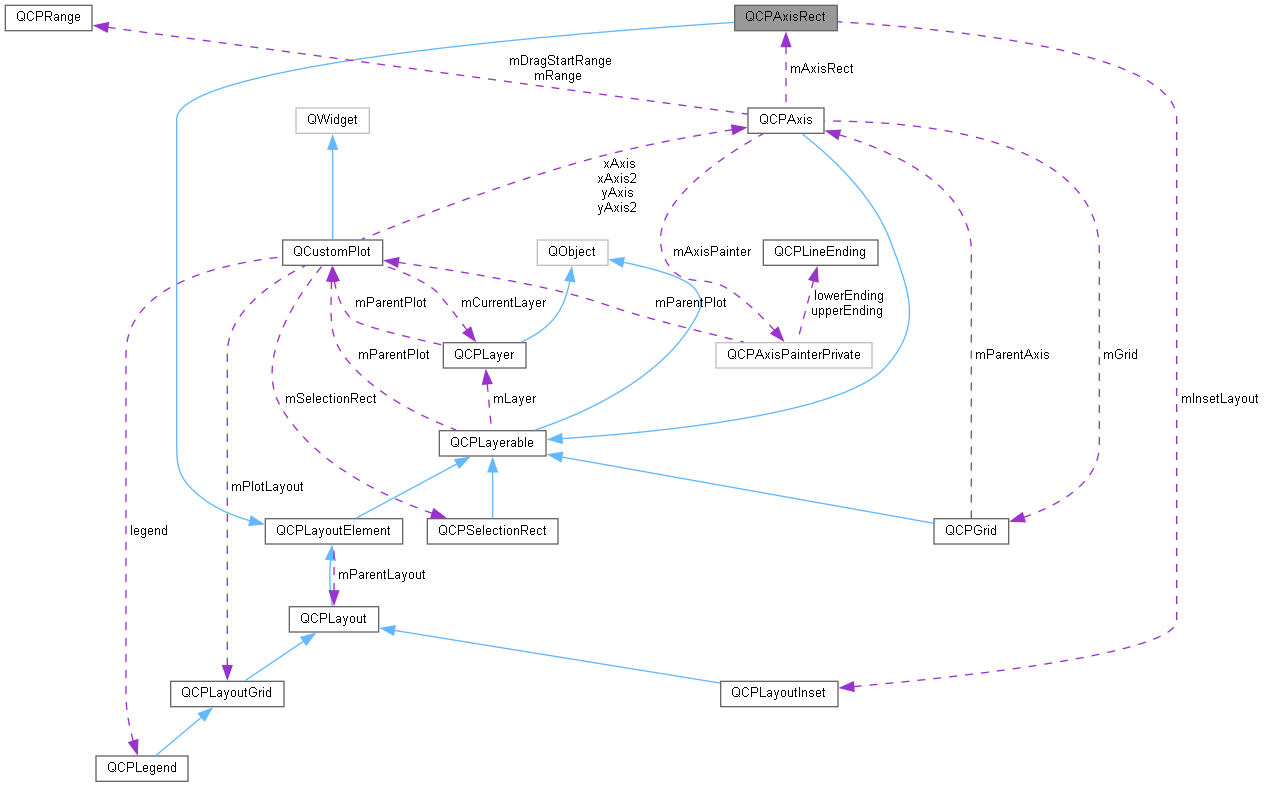 QCPRange
QCPAxisRect
mDragStartRange
mRange
mAxisRect
QWidget
QCPAxis
xAxis
xAxis2
yAxis
yAxis2
QCustomPlot
QObject
mAxisPainter
QCPLineEnding
mParentPlot
mCurrentLayer
mParentPlot
lowerEnding
upperEnding
mParentPlot
QCPLayer
QCPAxisPainterPrivate
mParentAxis
mGrid
mSelectionRect
mLayer
mInsetLayout
QCPLayerable
mPlotLayout
legend
QCPLayoutElement
QCPSelectionRect
QCPGrid
mParentLayout
QCPLayout
QCPLayoutGrid
QCPLayoutInset
QCPLegend